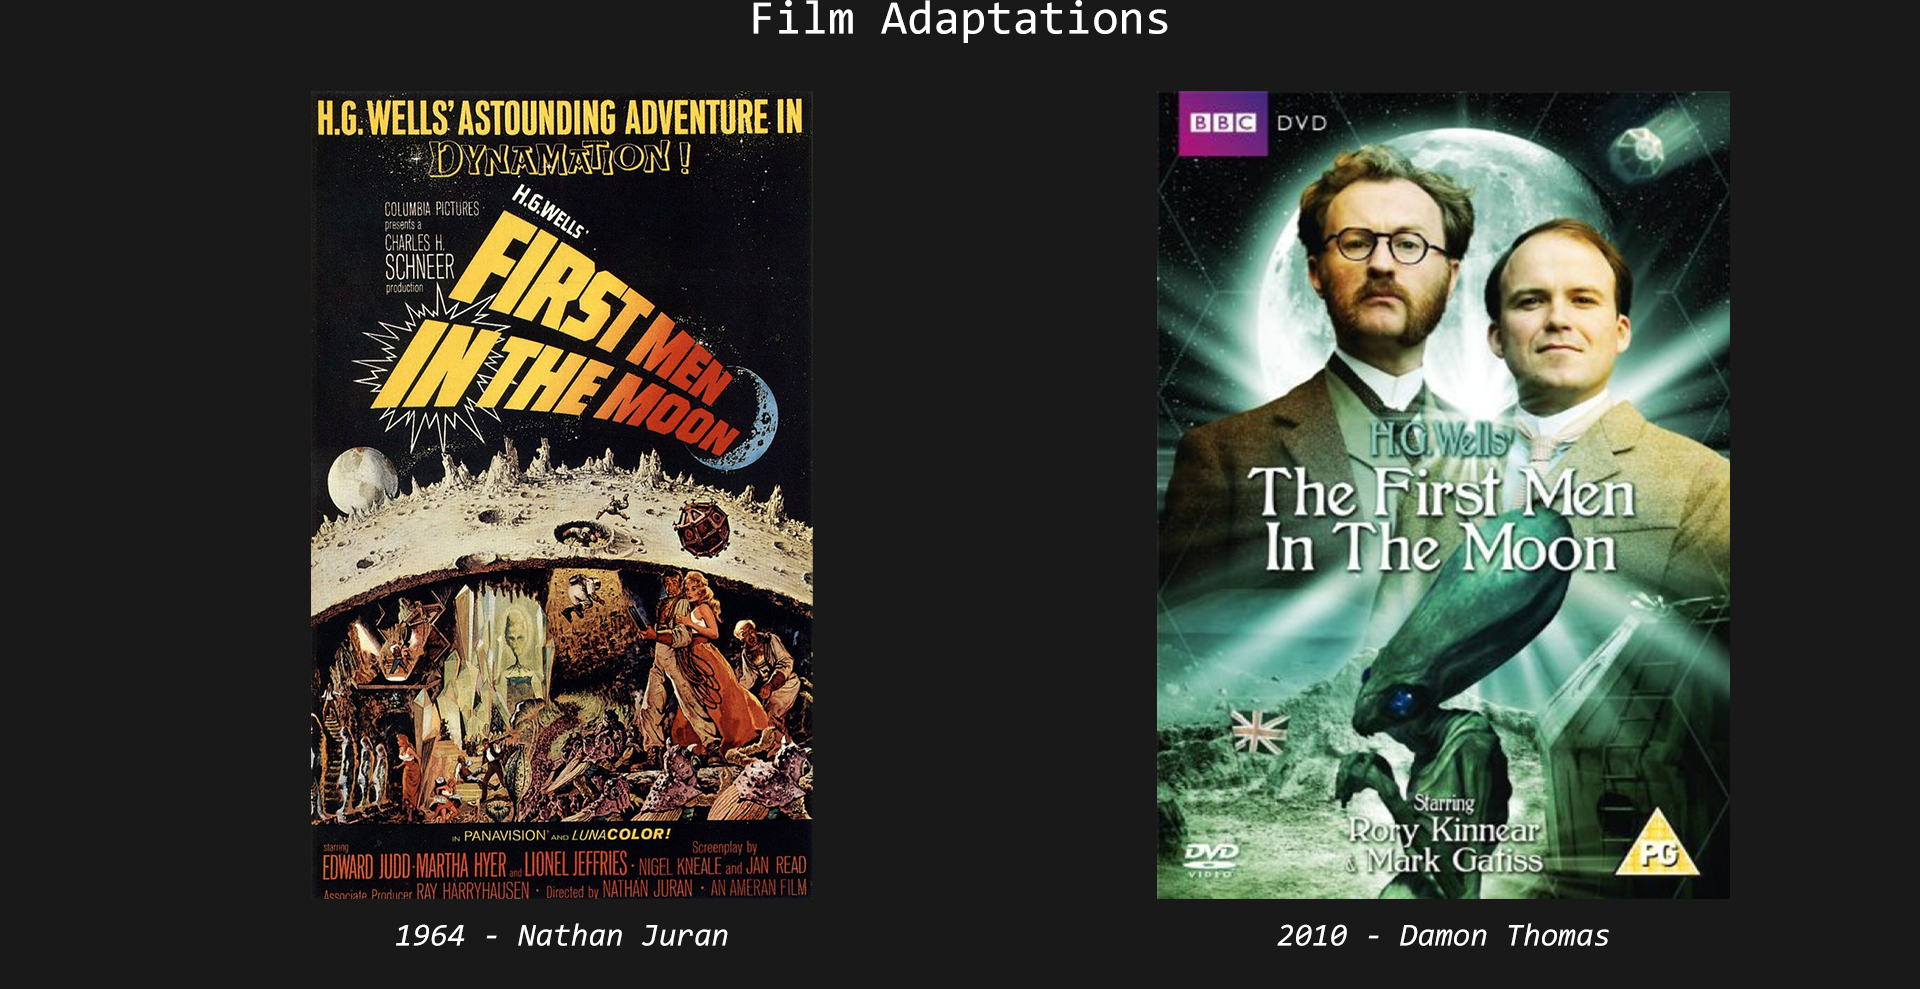 Film Adaptations
H.G. WELLS' ASTOUNDING ADVENTURE IN
DYNAMATION!
COLUMBIA PICTURES
presents a
CHARLES H.
SCHNEER
production
H.G.WELLS'
FIRST MEN
IN THE MOON
IN PANAVISION® AND LUNACOLOR!
starring
EDWARD JUDD · MARTHA HYER and LIONEL JEFFRIES ·
Screenplay by
NIGEL KNEALE and JAN READ
Associate Producer RAY HARRYHAUSEN · Directed by NATHAN JURAN · AN AMERAN FILM
1964 - Nathan Juran
BBC DVD
H.G. Wells'
The First Men
In The Moon
Starring
Rory Kinnear
& Mark Gatiss
DVD
VIDEO
PG
2010 - Damon Thomas